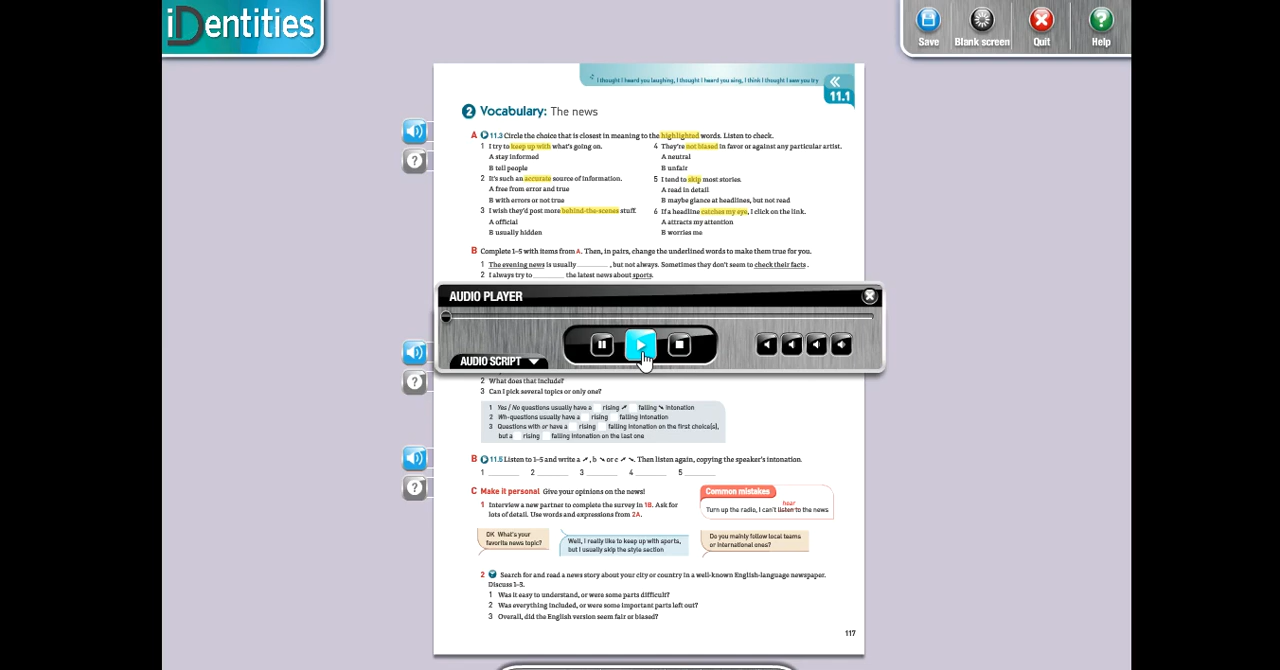 iDentities
Save Blank screen Quit Help
I thought I heard you laughing, I thought I heard you sing, I think I thought I saw you try
11.1
2 Vocabulary: The news
A 11.3 Circle the choice that is closest in meaning to the highlighted words. Listen to check.
1 I try to keep up with what's going on.
A stay informed
B tell people
2 It's such an accurate source of information.
A free from error and true
B with errors or not true
3 I wish they'd post more behind-the-scenes stuff.
A official
B usually hidden
4 They're not biased in favor or against any particular artist.
A neutral
B unfair
5 I tend to skip most stories.
A read in detail
B maybe glance at headlines, but not read
6 If a headline catches my eye, I click on the link.
A attracts my attention
B worries me
B Complete 1–5 with items from A. Then, in pairs, change the underlined words to make them true for you.
1 The evening news is usually ________, but not always. Sometimes they don't seem to check their facts.
2 I always try to ________ the latest news about sports.
AUDIO PLAYER
AUDIO SCRIPT
2 What does that include?
3 Can I pick several topics or only one?
1 Yes / No questions usually have a rising ↗ falling ↘ intonation
2 Wh- questions usually have a rising falling intonation
3 Questions with or have a rising falling intonation on the first choice(s),
but a rising falling intonation on the last one
B 11.5 Listen to 1–5 and write a ↗, b ↘ or c ↗ ↘. Then listen again, copying the speaker's intonation.
1 ________ 2 ________ 3 ________ 4 ________ 5 ________
C Make it personal Give your opinions on the news!
1 Interview a new partner to complete the survey in 1B. Ask for
lots of detail. Use words and expressions from 2A.
Common mistakes
hear
Turn up the radio, I can't listen to the news
OK What's your
favorite news topic?
Well, I really like to keep up with sports,
but I usually skip the style section
Do you mainly follow local teams
or international ones?
2 Search for and read a news story about your city or country in a well-known English-language newspaper.
Discuss 1–3.
1 Was it easy to understand, or were some parts difficult?
2 Was everything included, or were some important parts left out?
3 Overall, did the English version seem fair or biased?
117